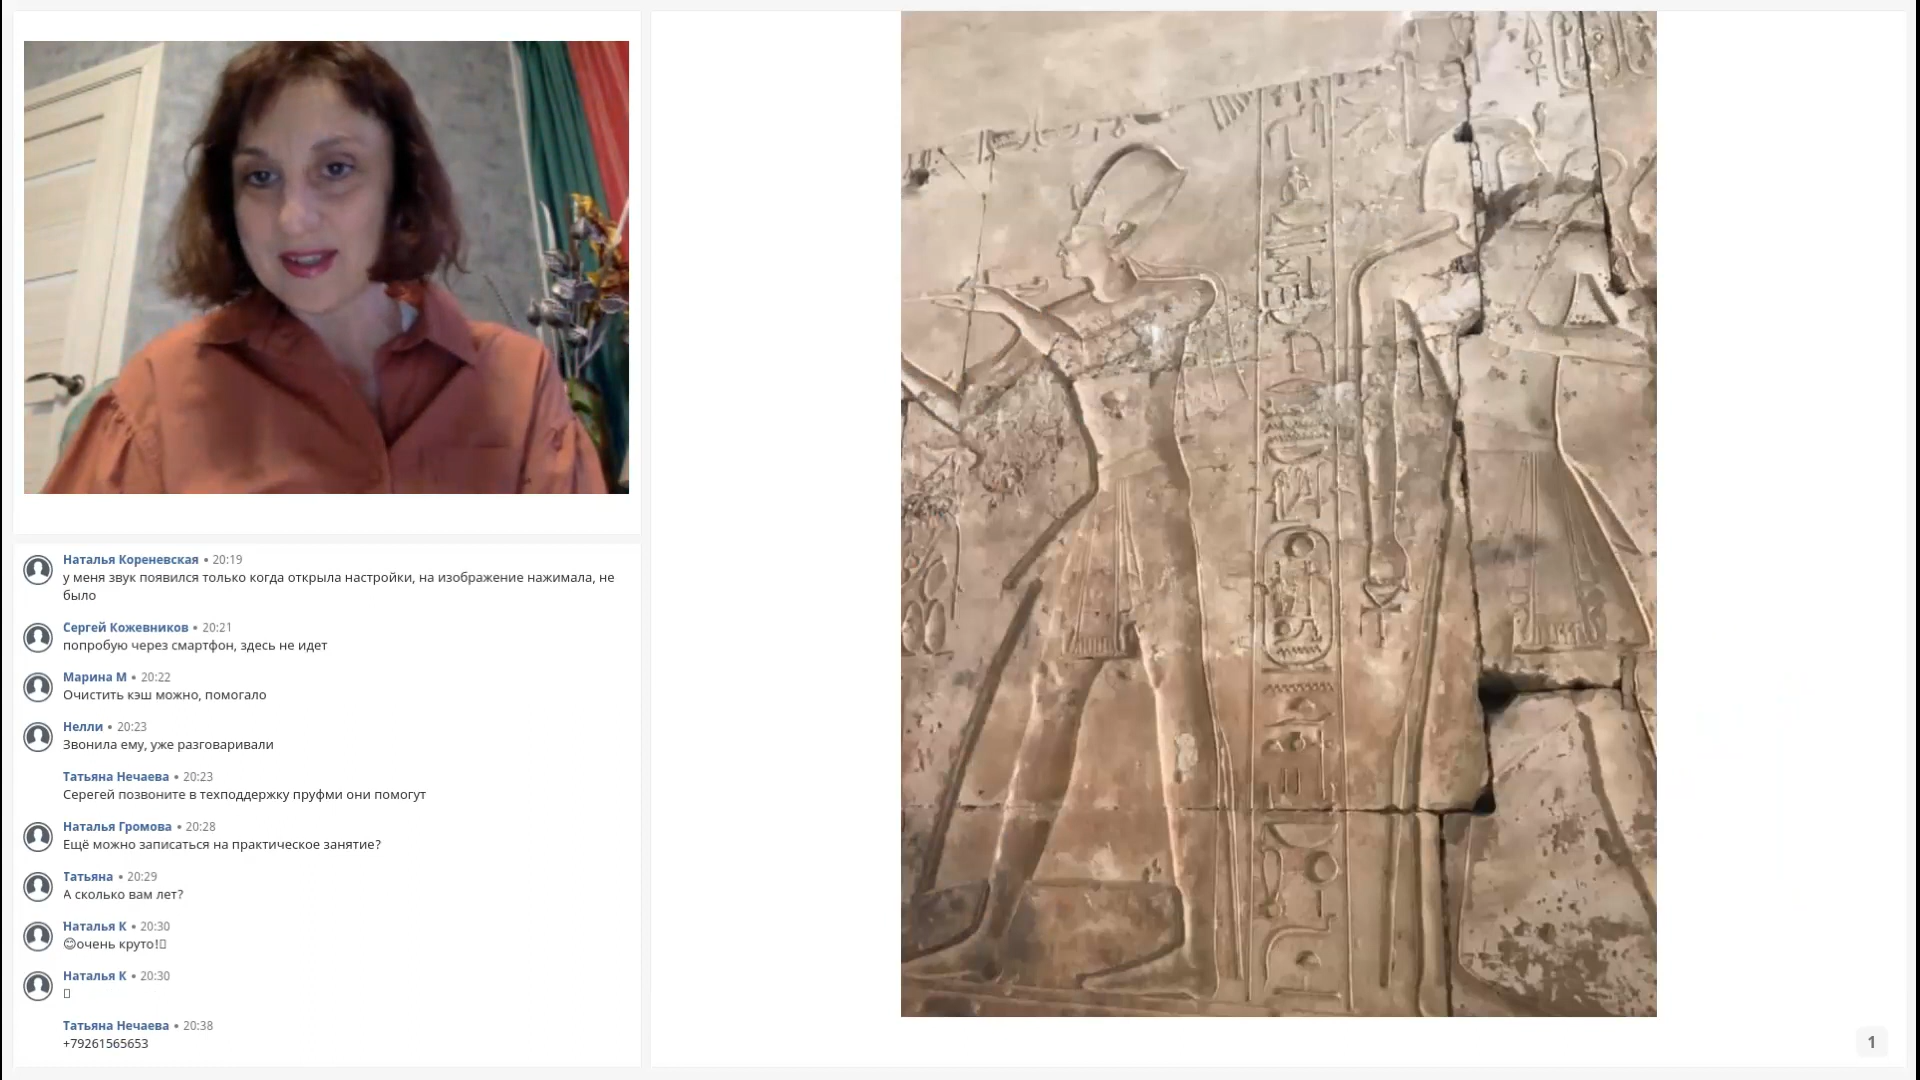 Наталья Кореневская • 20:19
у меня звук появился только когда открыла настройки, на изображение нажимала, не
было
Сергей Кожевников • 20:21
попробую через смартфон, здесь не идет
Марина М • 20:22
Очистить кэш можно, помогало
Нелли • 20:23
Звонила ему, уже разговаривали
Татьяна Нечаева • 20:23
Серегей позвоните в техподдержку пруфми они помогут
Наталья Громова • 20:28
Ещё можно записаться на практическое занятие?
Татьяна • 20:29
А сколько вам лет?
Наталья К • 20:30
😊очень круто!
Наталья К • 20:30
Татьяна Нечаева • 20:38
+79261565653
1